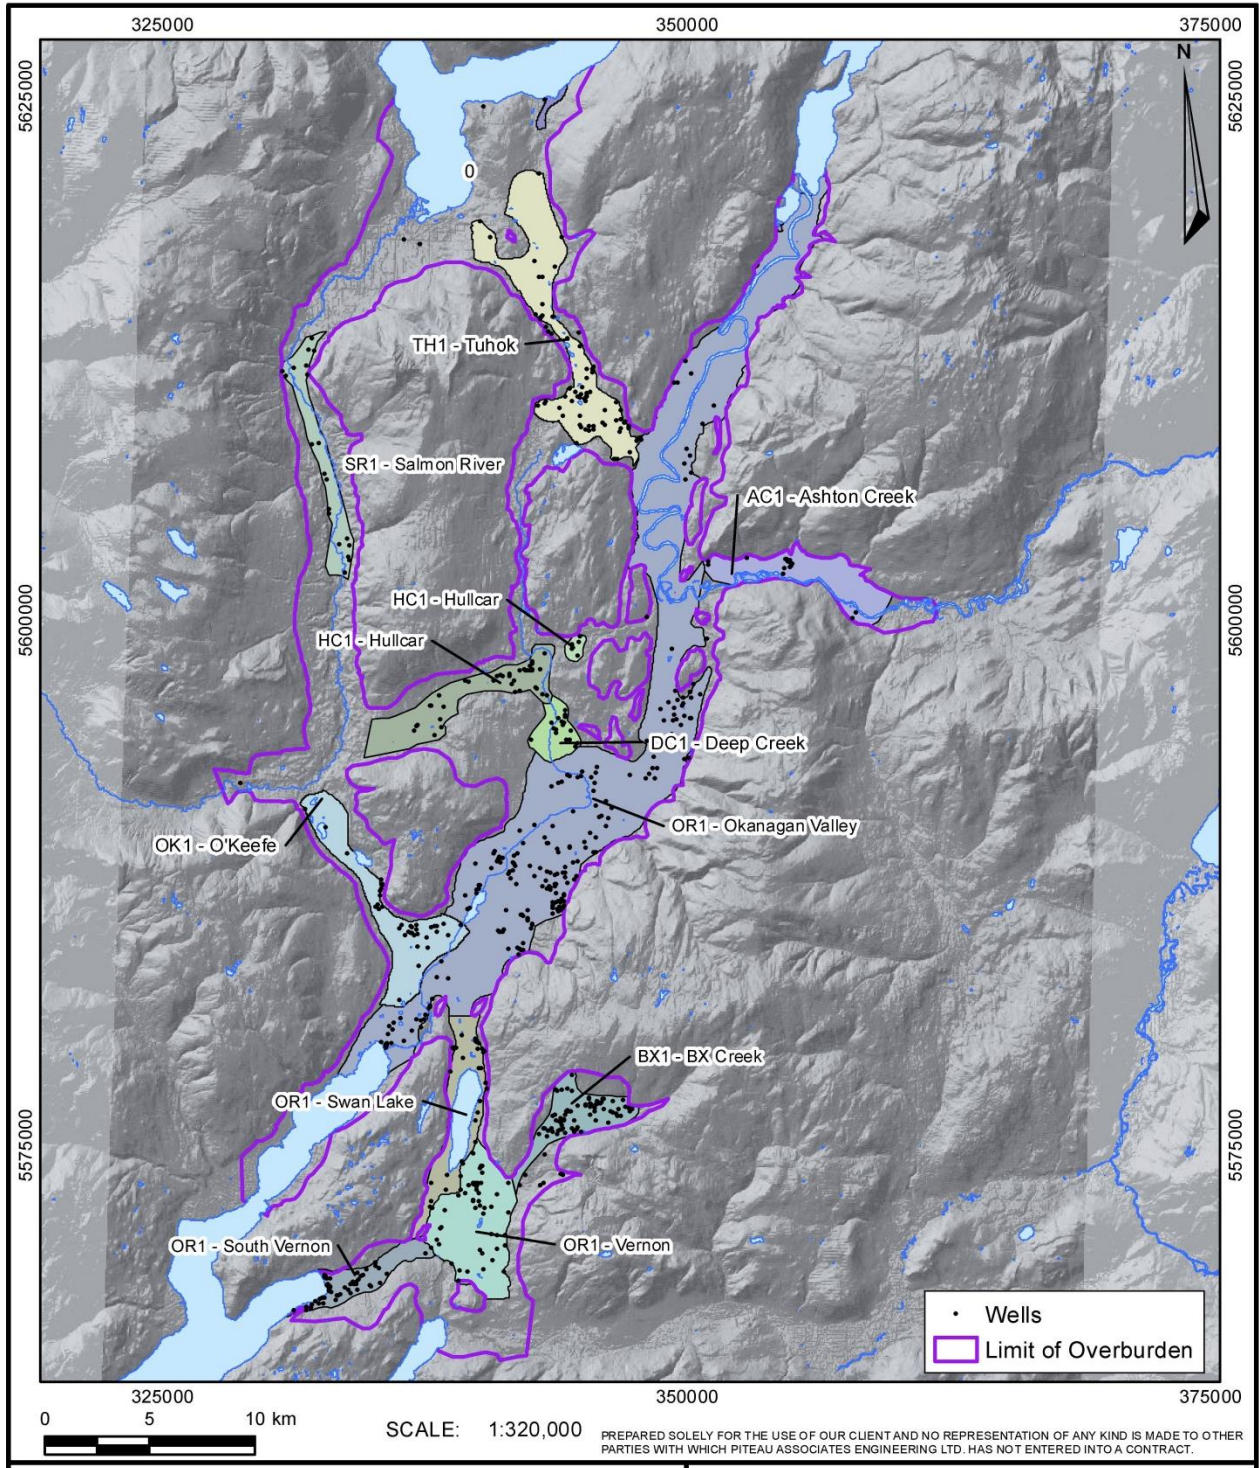 325000 350000 375000
N
5625000 5625000
0
TH1 - Tuhok
SR1 - Salmon River
AC1 - Ashton Creek
HC1 - Hullcar
5600000 5600000
HC1 - Hullcar
DC1 - Deep Creek
OR1 - Okanagan Valley
OK1 - O'Keefe
BX1 - BX Creek
OR1 - Swan Lake
5575000 5575000
OR1 - South Vernon
OR1 - Vernon
Wells
Limit of Overburden
325000 350000 375000
0 5 10 km
SCALE: 1:320,000
PREPARED SOLELY FOR THE USE OF OUR CLIENT AND NO REPRESENTATION OF ANY KIND IS MADE TO OTHER
PARTIES WITH WHICH PITEAU ASSOCIATES ENGINEERING LTD. HAS NOT ENTERED INTO A CONTRACT.